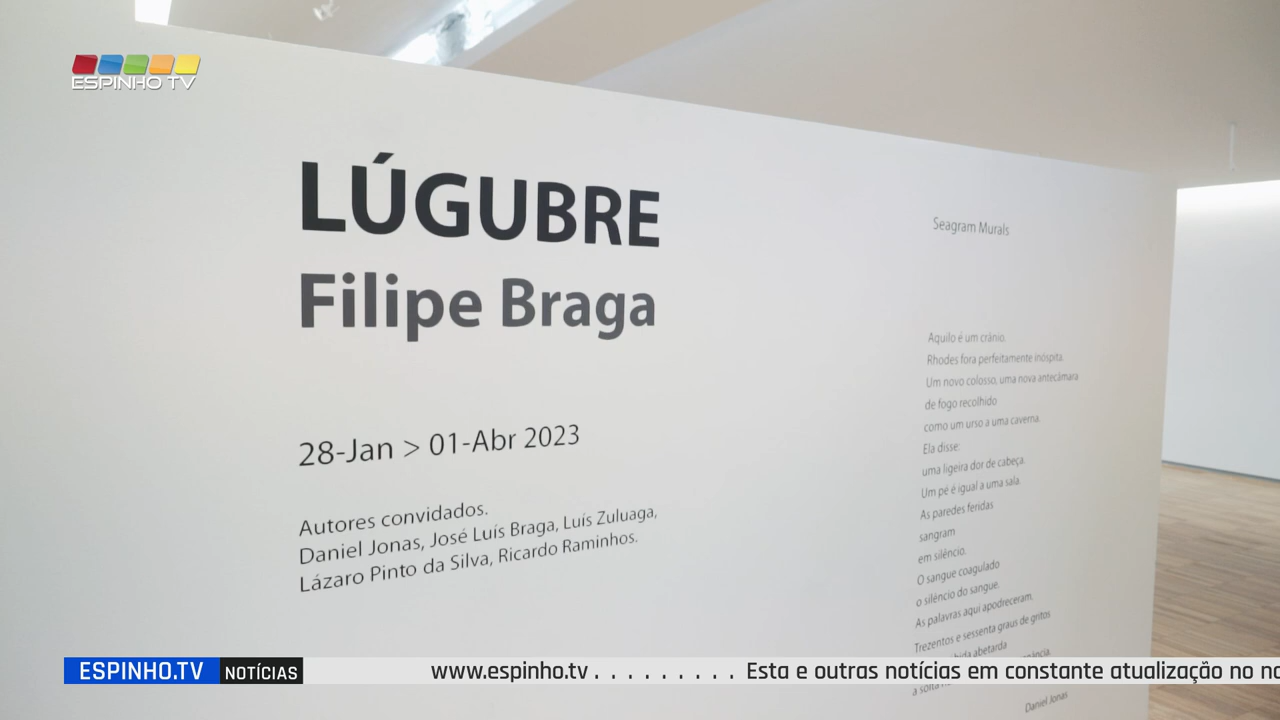 ESPINHO TV
LÚGUBRE
Filipe Braga
28-Jan > 01-Abr 2023
Autores convidados.
Daniel Jonas, José Luís Braga, Luís Zuluaga,
Lázaro Pinto da Silva, Ricardo Raminhos.
Seagram Murals
Aquilo é um crânio.
Rhodes fora perfeitamente inóspita.
Um novo colosso, uma nova antecâmara
de fogo recolhido
como um urso a uma caverna.
Ela disse:
uma ligeira dor de cabeça.
Um pé é igual a uma sala.
As paredes feridas
sangram
em silêncio.
O sangue coagulado
o silêncio do sangue.
As palavras aqui apodreceram.
Trezentos e sessenta graus de gritos
abetarda
a solta
Daniel Jonas
ESPINHO.TV NOTÍCIAS www.espinho.tv . . . . . . . . . Esta e outras notícias em constante atualização no